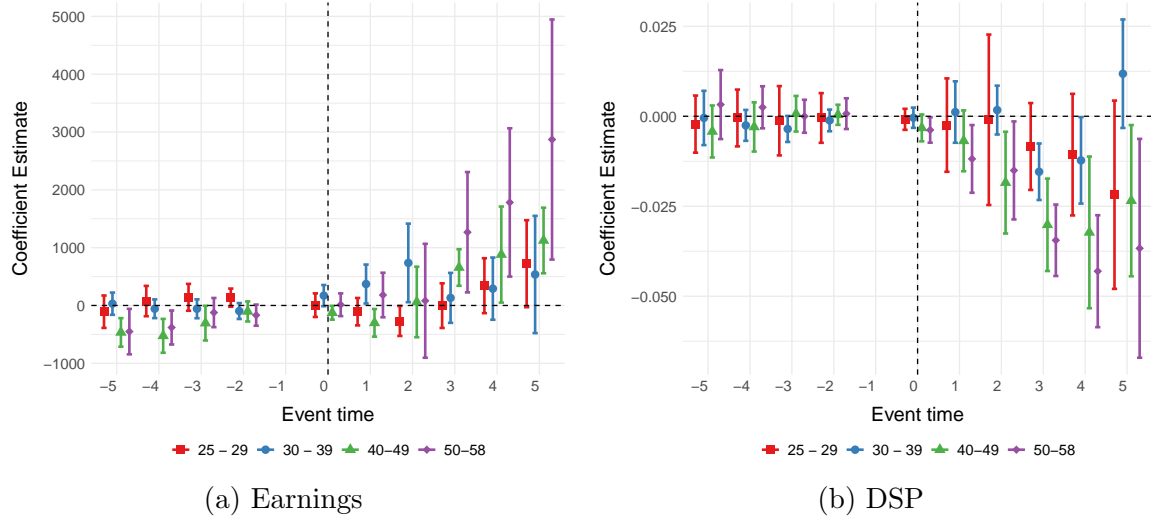 5000
4000
3000
2000
1000
0
−1000
Coefficient Estimate
−5 −4 −3 −2 −1 0 1 2 3 4 5
Event time
25 − 29 30 − 39 40−49 50−58
(a) Earnings
0.025
0.000
−0.025
−0.050
Coefficient Estimate
−5 −4 −3 −2 −1 0 1 2 3 4 5
Event time
25 − 29 30 − 39 40−49 50−58
(b) DSP